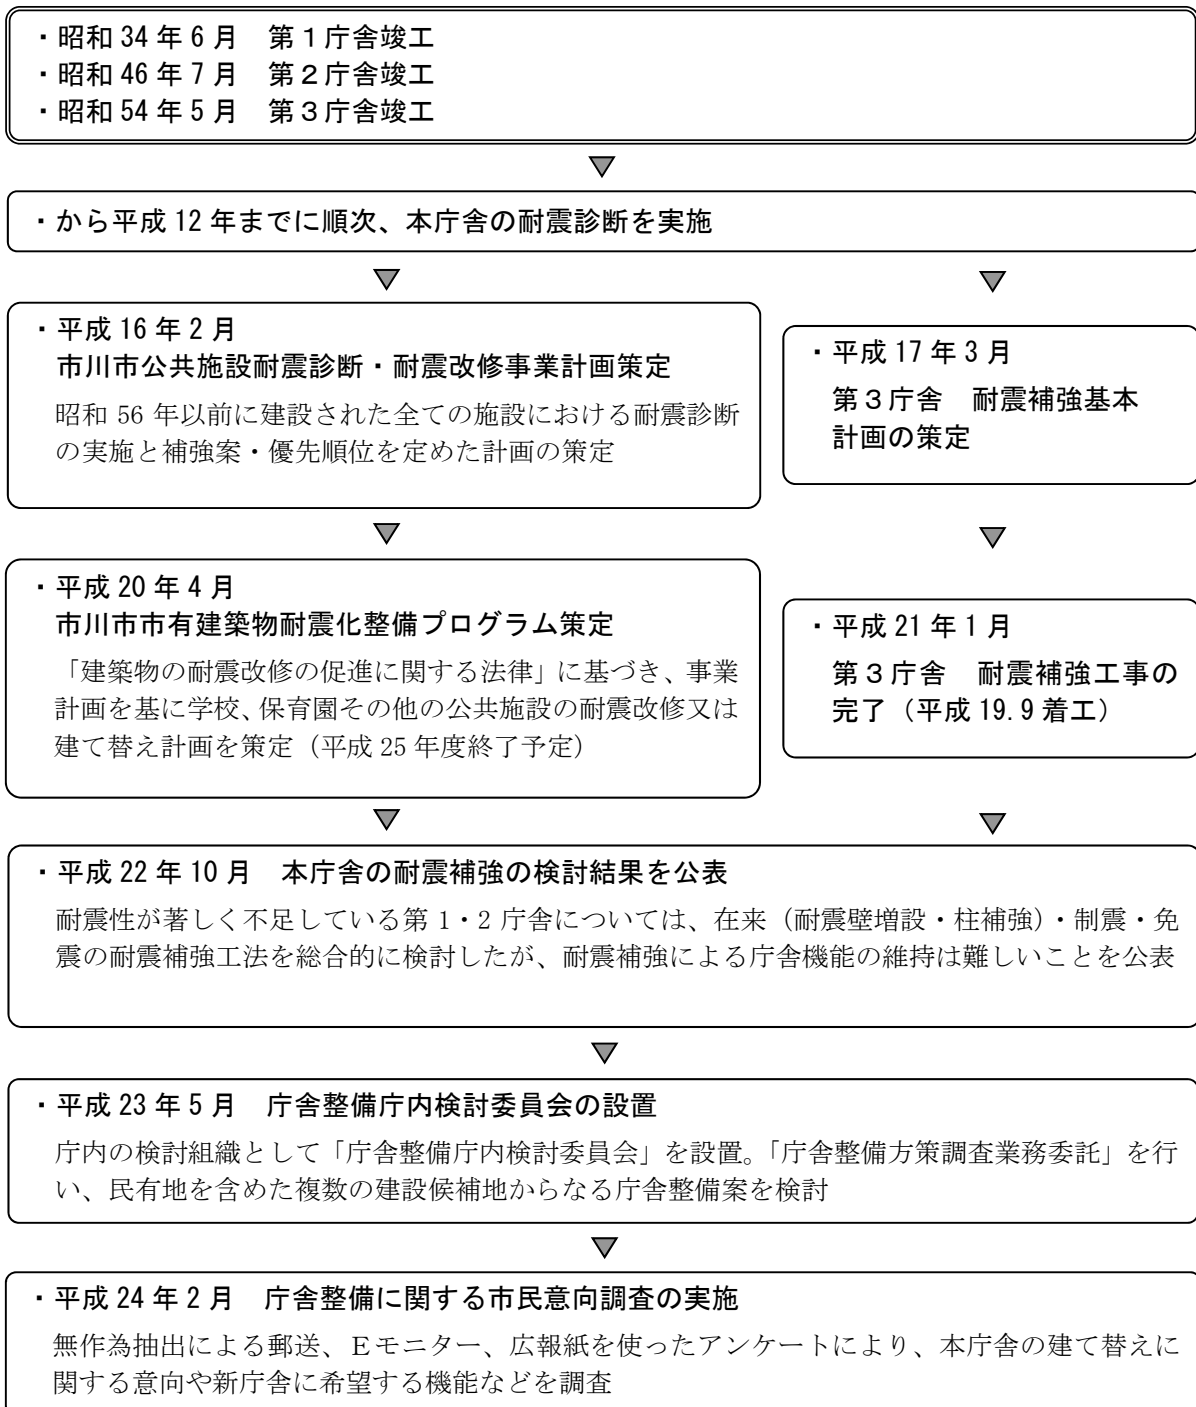 ・昭和 34 年 6 月　第１庁舎竣工
・昭和 46 年 7 月　第２庁舎竣工
・昭和 54 年 5 月　第３庁舎竣工
・から平成 12 年までに順次、本庁舎の耐震診断を実施
・平成 16 年 2 月
市川市公共施設耐震診断・耐震改修事業計画策定
昭和 56 年以前に建設された全ての施設における耐震診断
の実施と補強案・優先順位を定めた計画の策定
・平成 17 年 3 月
第３庁舎　耐震補強基本
計画の策定
・平成 20 年 4 月
市川市市有建築物耐震化整備プログラム策定
「建築物の耐震改修の促進に関する法律」に基づき、事業
計画を基に学校、保育園その他の公共施設の耐震改修又は
建て替え計画を策定（平成 25 年度終了予定）
・平成 21 年 1 月
第３庁舎　耐震補強工事の
完了（平成 19.9 着工）
・平成 22 年 10 月　本庁舎の耐震補強の検討結果を公表
耐震性が著しく不足している第 1・2 庁舎については、在来（耐震壁増設・柱補強）・制震・免
震の耐震補強工法を総合的に検討したが、耐震補強による庁舎機能の維持は難しいことを公表
・平成 23 年 5 月　庁舎整備庁内検討委員会の設置
庁内の検討組織として「庁舎整備庁内検討委員会」を設置。「庁舎整備方策調査業務委託」を行
い、民有地を含めた複数の建設候補地からなる庁舎整備案を検討
・平成 24 年 2 月　庁舎整備に関する市民意向調査の実施
無作為抽出による郵送、Ｅモニター、広報紙を使ったアンケートにより、本庁舎の建て替えに
関する意向や新庁舎に希望する機能などを調査